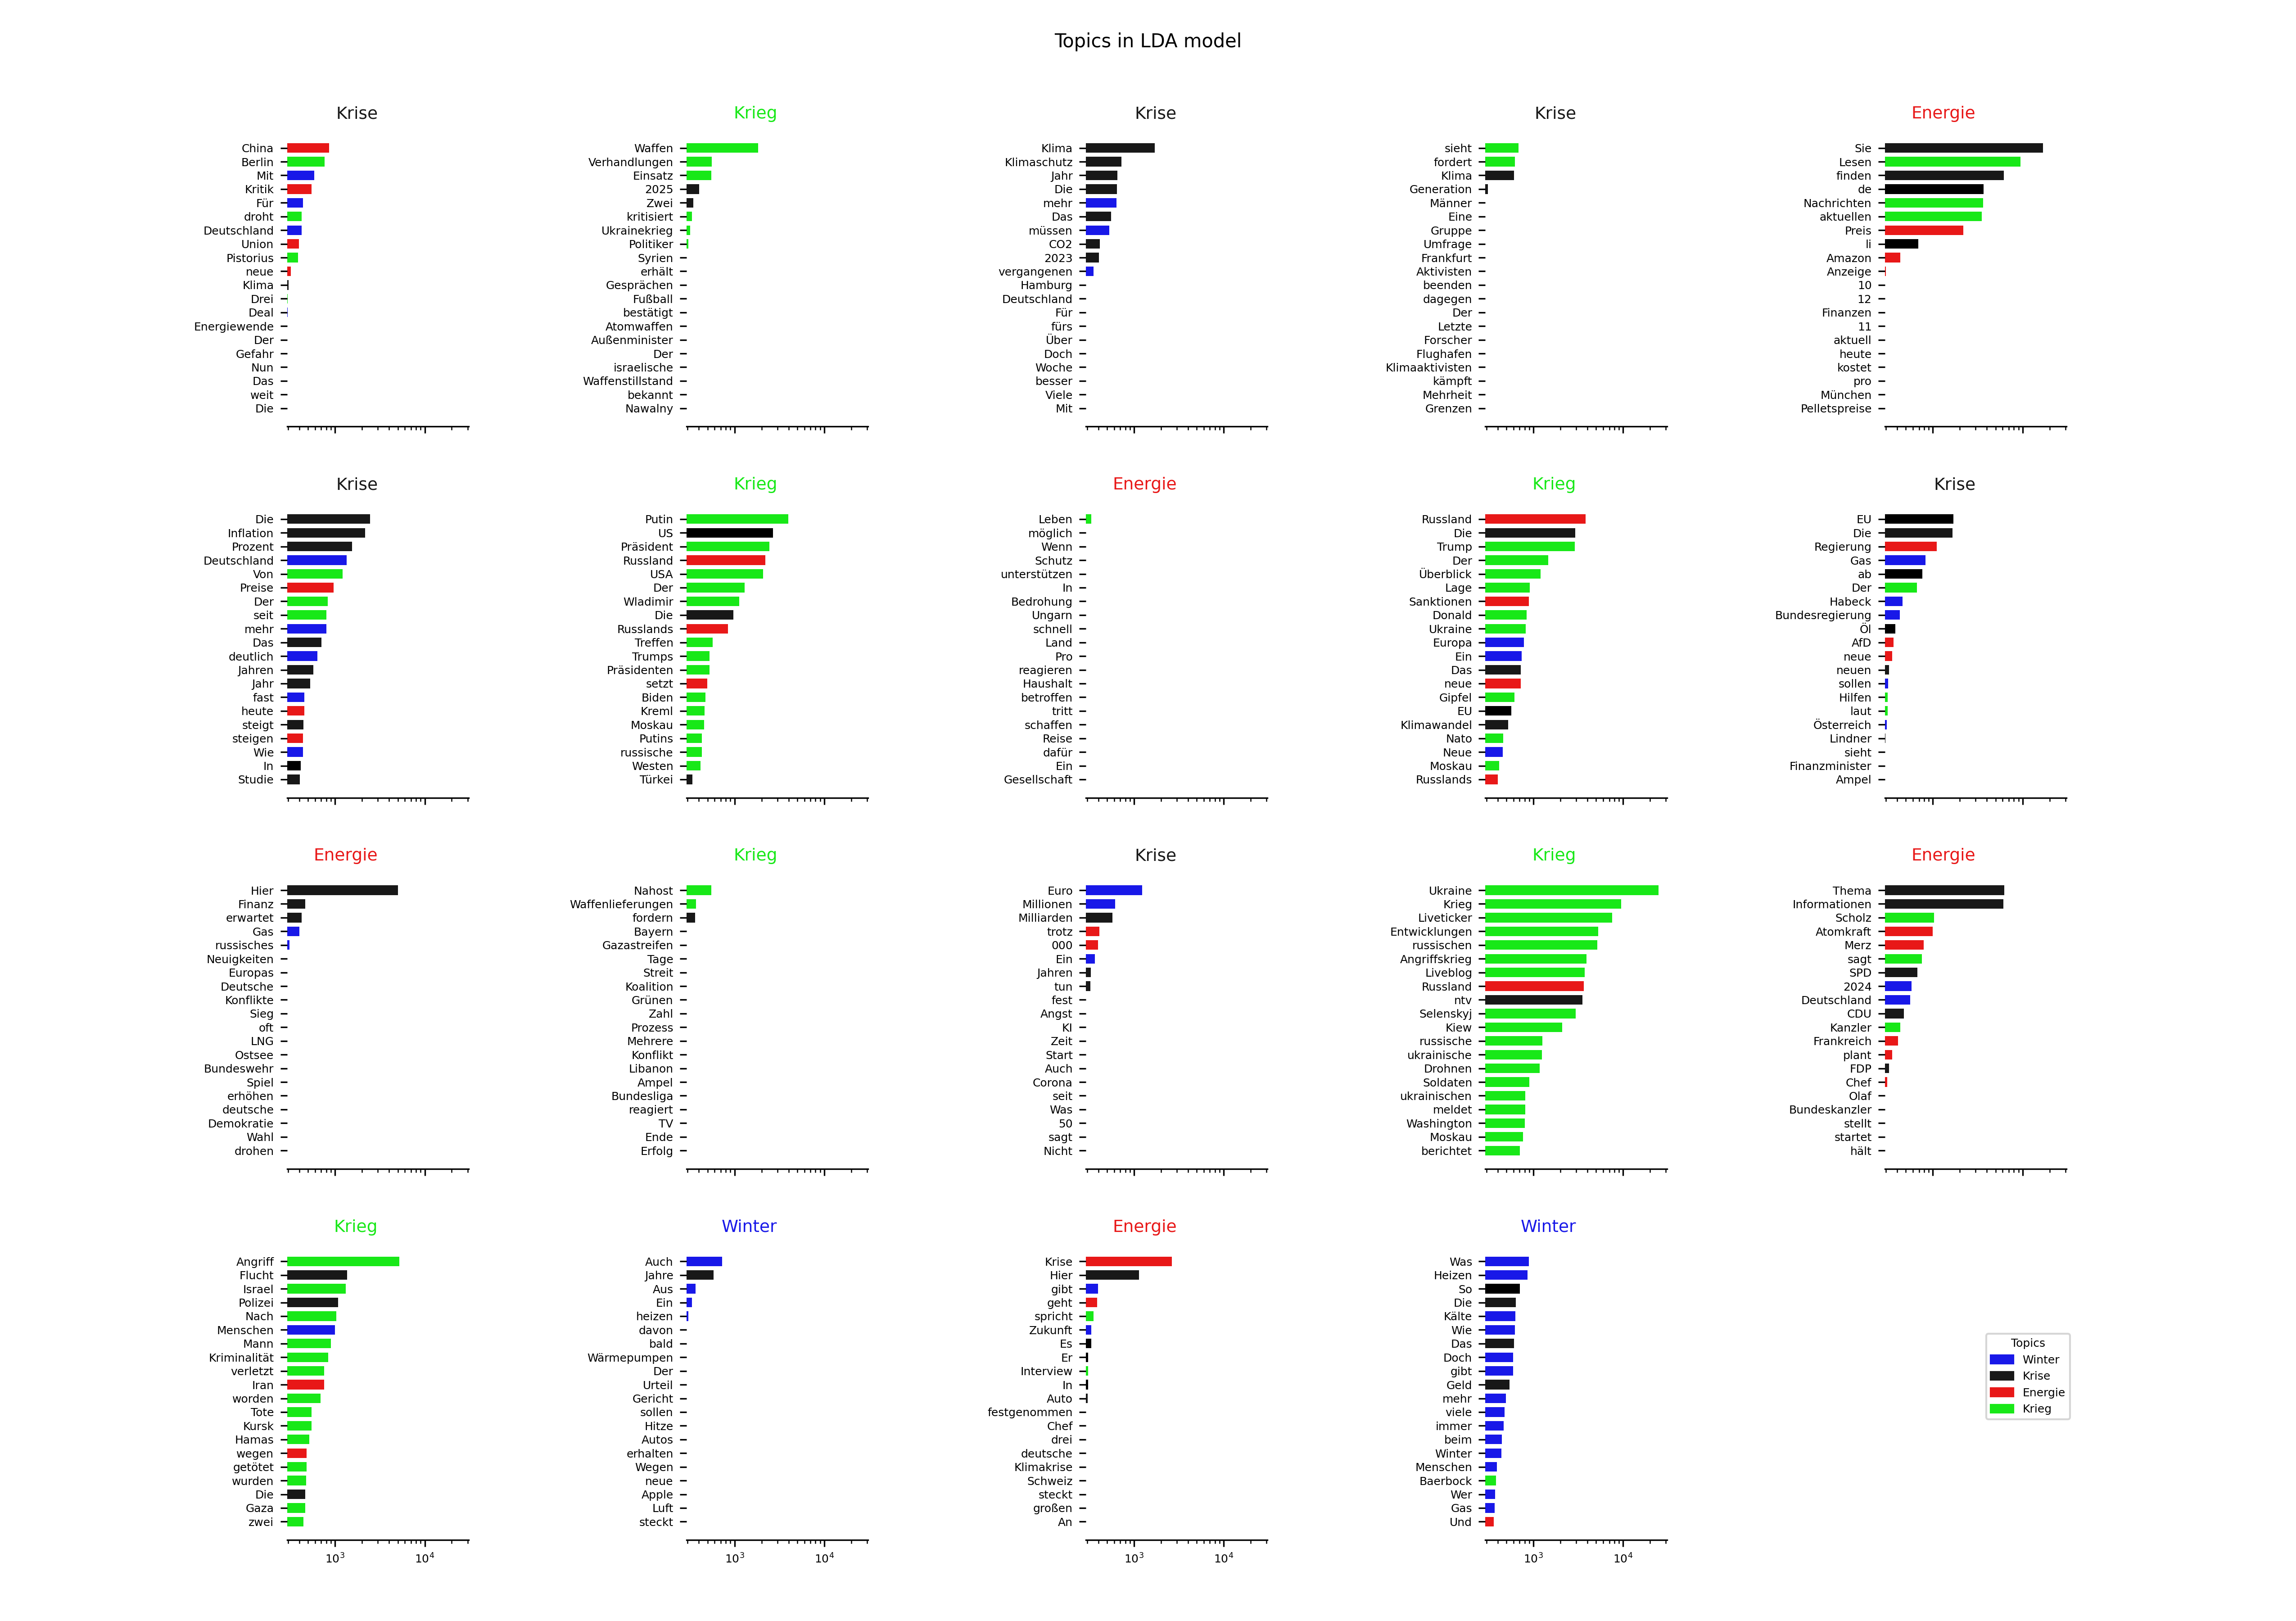 Topics in LDA model
Krise
China
Berlin
Mit
Kritik
Für
droht
Deutschland
Union
Pistorius
neue
Klima
Drei
Deal
Energiewende
Der
Gefahr
Nun
Das
weit
Die
Krieg
Waffen
Verhandlungen
Einsatz
2025
Zwei
kritisiert
Ukrainekrieg
Politiker
Syrien
erhält
Gesprächen
Fußball
bestätigt
Atomwaffen
Außenminister
Der
israelische
Waffenstillstand
bekannt
Nawalny
Krise
Klima
Klimaschutz
Jahr
Die
mehr
Das
müssen
CO2
2023
vergangenen
Hamburg
Deutschland
Für
fürs
Über
Doch
Woche
besser
Viele
Mit
Krise
sieht
fordert
Klima
Generation
Männer
Eine
Gruppe
Umfrage
Frankfurt
Aktivisten
beenden
dagegen
Der
Letzte
Forscher
Flughafen
Klimaaktivisten
kämpft
Mehrheit
Grenzen
Energie
Sie
Lesen
finden
de
Nachrichten
aktuellen
Preis
li
Amazon
Anzeige
10
12
Finanzen
11
aktuell
heute
kostet
pro
München
Pelletspreise
Krise
Die
Inflation
Prozent
Deutschland
Von
Preise
Der
seit
mehr
Das
deutlich
Jahren
Jahr
fast
heute
steigt
steigen
Wie
In
Studie
Krieg
Putin
US
Präsident
Russland
USA
Der
Wladimir
Die
Russlands
Treffen
Trumps
Präsidenten
setzt
Biden
Kreml
Moskau
Putins
russische
Westen
Türkei
Energie
Leben
möglich
Wenn
Schutz
unterstützen
In
Bedrohung
Ungarn
schnell
Land
Pro
reagieren
Haushalt
betroffen
tritt
schaffen
Reise
dafür
Ein
Gesellschaft
Krieg
Russland
Die
Trump
Der
Überblick
Lage
Sanktionen
Donald
Ukraine
Europa
Ein
Das
neue
Gipfel
EU
Klimawandel
Nato
Neue
Moskau
Russlands
Krise
EU
Die
Regierung
Gas
ab
Der
Habeck
Bundesregierung
Öl
AfD
neue
neuen
sollen
Hilfen
laut
Österreich
Lindner
sieht
Finanzminister
Ampel
Energie
Hier
Finanz
erwartet
Gas
russisches
Neuigkeiten
Europas
Deutsche
Konflikte
Sieg
oft
LNG
Ostsee
Bundeswehr
Spiel
erhöhen
deutsche
Demokratie
Wahl
drohen
Krieg
Nahost
Waffenlieferungen
fordern
Bayern
Gazastreifen
Tage
Streit
Koalition
Grünen
Zahl
Prozess
Mehrere
Konflikt
Libanon
Ampel
Bundesliga
reagiert
TV
Ende
Erfolg
Krise
Euro
Millionen
Milliarden
trotz
000
Ein
Jahren
tun
fest
Angst
KI
Zeit
Start
Auch
Corona
seit
Was
50
sagt
Nicht
Krieg
Ukraine
Krieg
Liveticker
Entwicklungen
russischen
Angriffskrieg
Liveblog
Russland
ntv
Selenskyj
Kiew
russische
ukrainische
Drohnen
Soldaten
ukrainischen
meldet
Washington
Moskau
berichtet
Energie
Thema
Informationen
Scholz
Atomkraft
Merz
sagt
SPD
2024
Deutschland
CDU
Kanzler
Frankreich
plant
FDP
Chef
Olaf
Bundeskanzler
stellt
startet
hält
Krieg
Angriff
Flucht
Israel
Polizei
Nach
Menschen
Mann
Kriminalität
verletzt
Iran
worden
Tote
Kursk
Hamas
wegen
getötet
wurden
Die
Gaza
zwei
10³ 10⁴
Winter
Auch
Jahre
Aus
Ein
heizen
davon
bald
Wärmepumpen
Der
Urteil
Gericht
sollen
Hitze
Autos
erhalten
Wegen
neue
Apple
Luft
steckt
10³ 10⁴
Energie
Krise
Hier
gibt
geht
spricht
Zukunft
Es
Er
Interview
In
Auto
festgenommen
Chef
drei
deutsche
Klimakrise
Schweiz
steckt
großen
An
10³ 10⁴
Winter
Was
Heizen
So
Die
Kälte
Wie
Das
Doch
gibt
Geld
mehr
viele
immer
beim
Winter
Menschen
Baerbock
Wer
Gas
Und
10³ 10⁴
Topics
Winter
Krise
Energie
Krieg